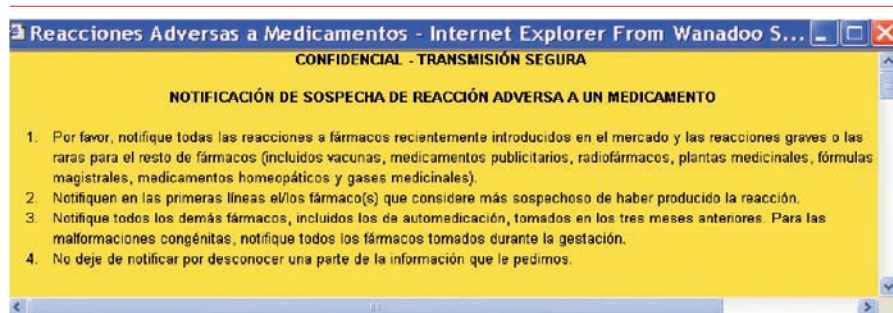 Reacciones Adversas a Medicamentos - Internet Explorer From Wanadoo S...
CONFIDENCIAL - TRANSMISIÓN SEGURA
NOTIFICACIÓN DE SOSPECHA DE REACCIÓN ADVERSA A UN MEDICAMENTO
1. Por favor, notifique todas las reacciones a fármacos recientemente introducidos en el mercado y las reacciones graves o las
raras para el resto de fármacos (incluidos vacunas, medicamentos publicitarios, radiofármacos, plantas medicinales, fórmulas
magistrales, medicamentos homeopáticos y gases medicinales).
2. Notifiquen en las primeras líneas el/los fármaco(s) que considere más sospechoso de haber producido la reacción.
3. Notifique todos los demás fármacos, incluidos los de automedicación, tomados en los tres meses anteriores. Para las
malformaciones congénitas, notifique todos los fármacos tomados durante la gestación.
4. No deje de notificar por desconocer una parte de la información que le pedimos.